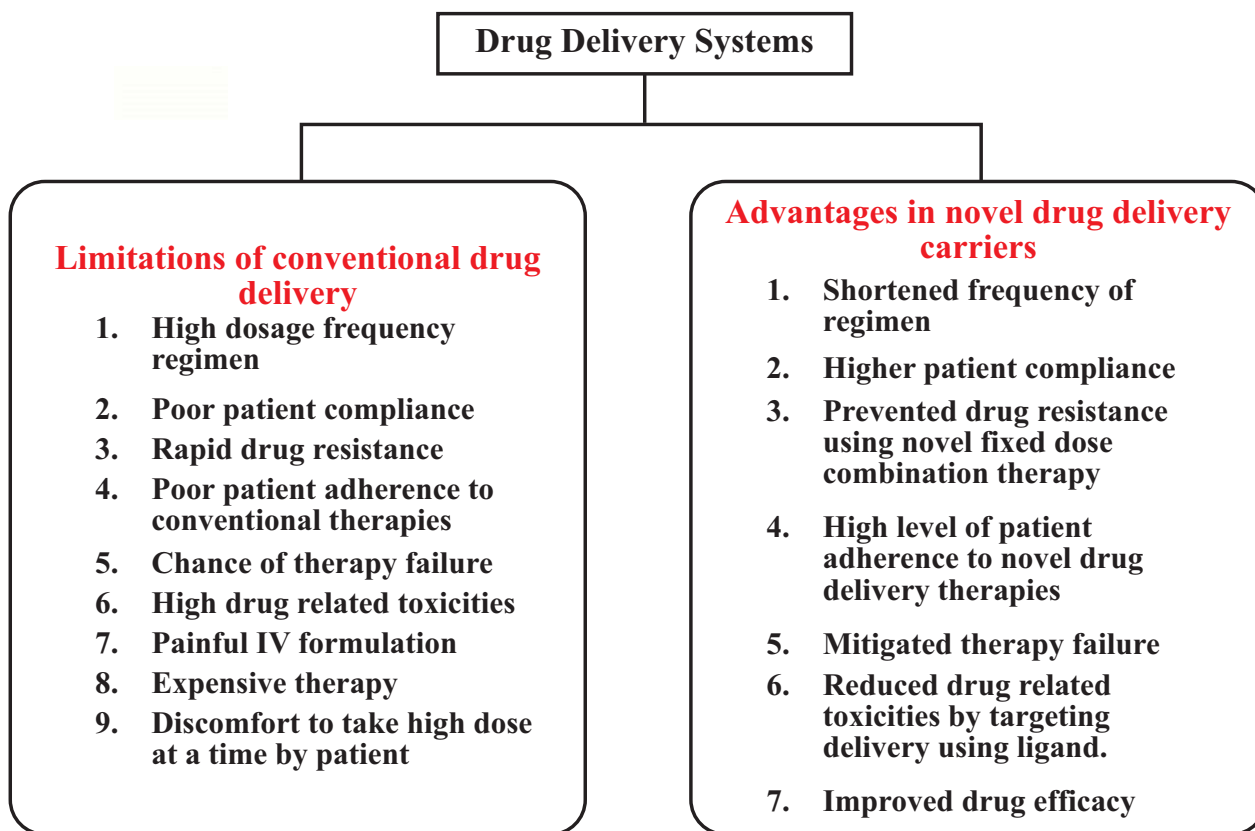 Drug Delivery Systems
Limitations of conventional drug
delivery
1. High dosage frequency
regimen
2. Poor patient compliance
3. Rapid drug resistance
4. Poor patient adherence to
conventional therapies
5. Chance of therapy failure
6. High drug related toxicities
7. Painful IV formulation
8. Expensive therapy
9. Discomfort to take high dose
at a time by patient
Advantages in novel drug delivery
carriers
1. Shortened frequency of
regimen
2. Higher patient compliance
3. Prevented drug resistance
using novel fixed dose
combination therapy
4. High level of patient
adherence to novel drug
delivery therapies
5. Mitigated therapy failure
6. Reduced drug related
toxicities by targeting
delivery using ligand.
7. Improved drug efficacy